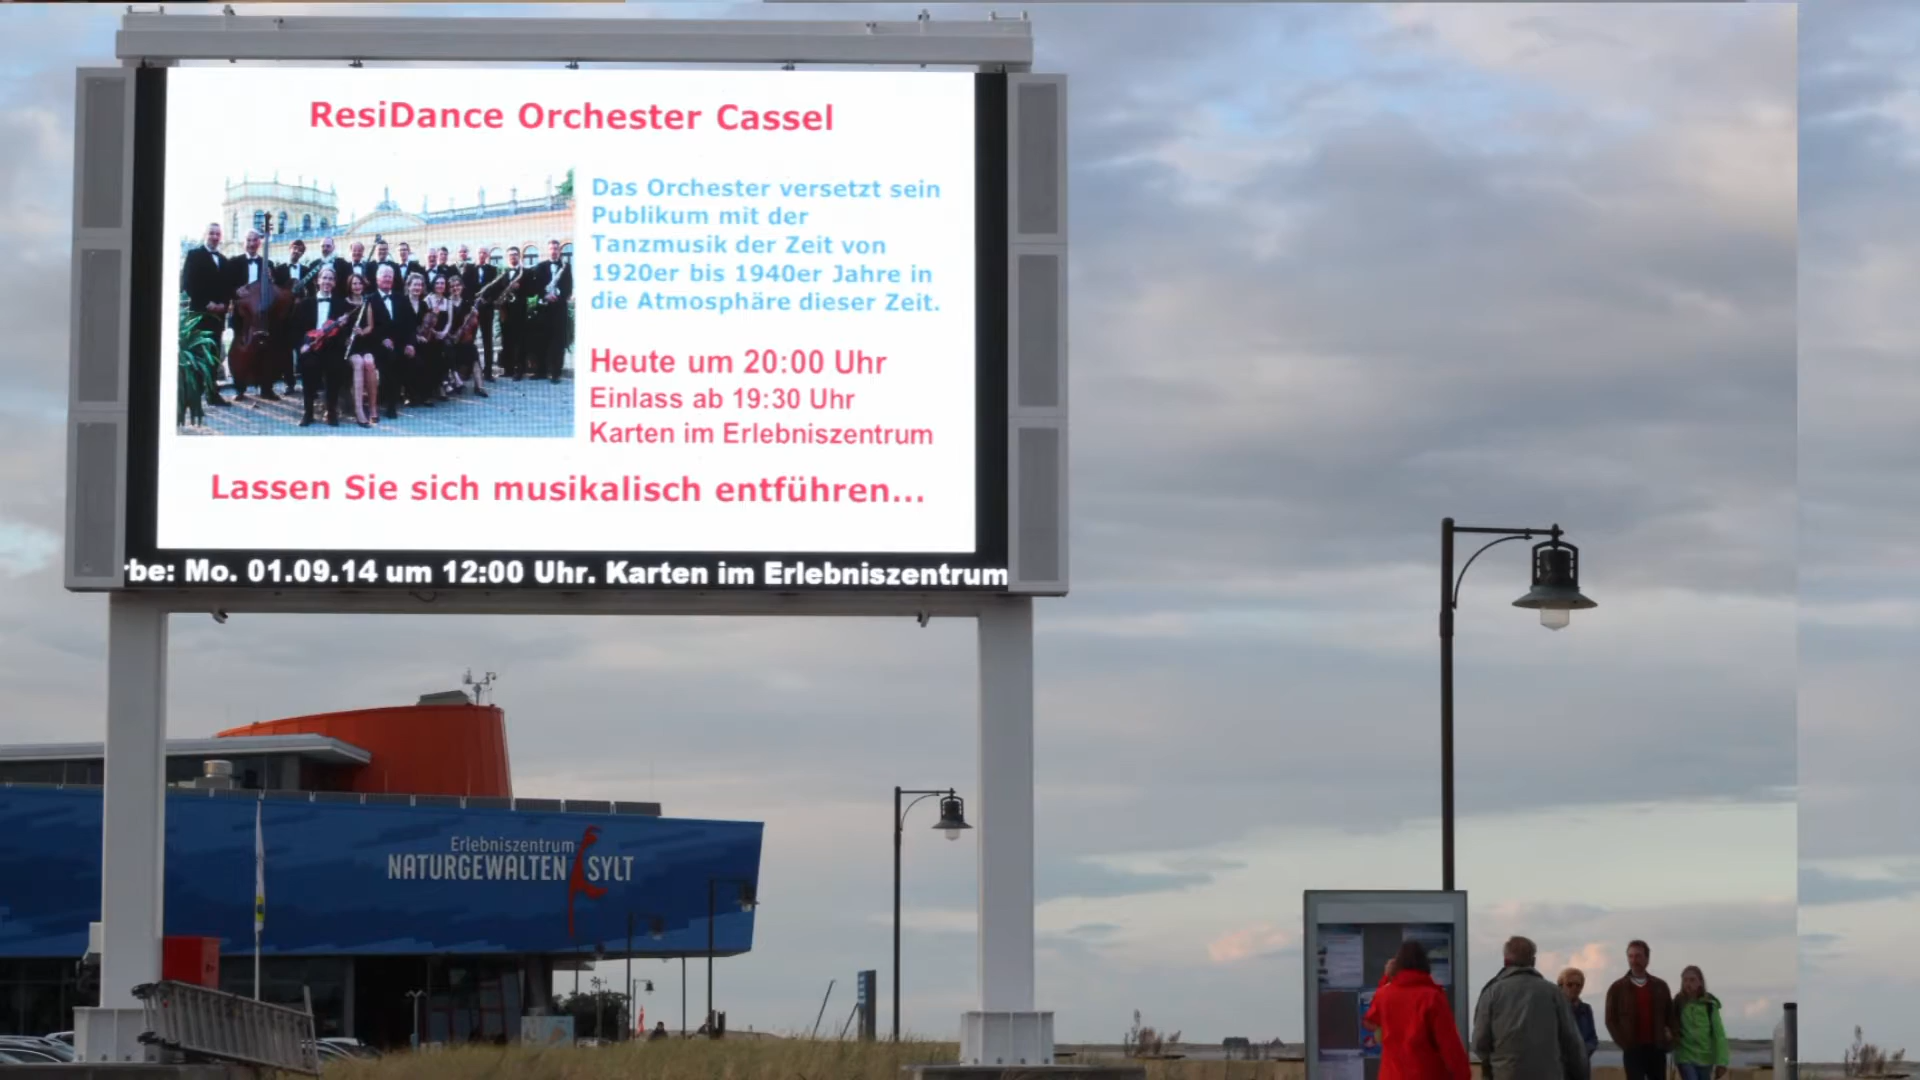 ResiDance Orchester Cassel
Das Orchester versetzt sein
Publikum mit der
Tanzmusik der Zeit von
1920er bis 1940er Jahre in
die Atmosphäre dieser Zeit.
Heute um 20:00 Uhr
Einlass ab 19:30 Uhr
Karten im Erlebniszentrum
Lassen Sie sich musikalisch entführen...
rbe: Mo. 01.09.14 um 12:00 Uhr. Karten im Erlebniszentrum
Erlebniszentrum
NATURGEWALTEN SYLT